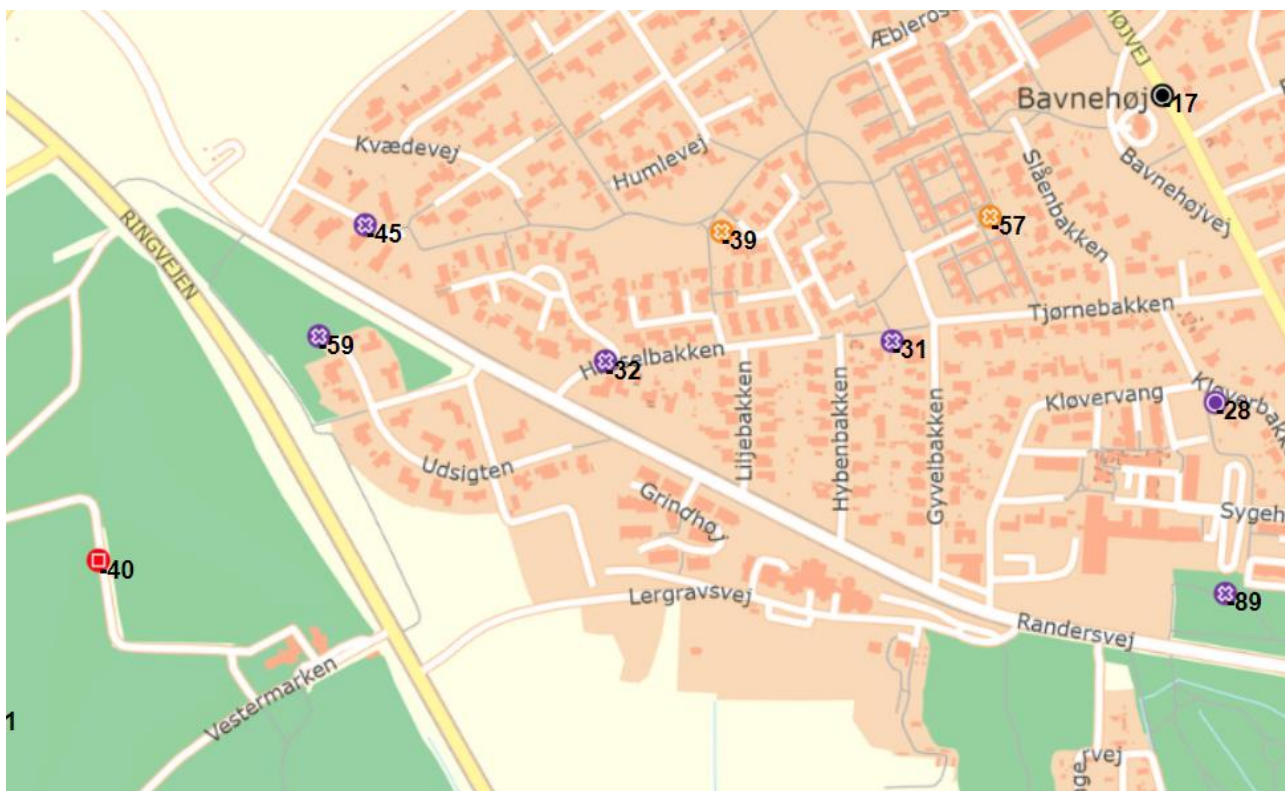 HØJVEJ
Æbleros
Bavnehøj
-17
Kvædevej
Humlevej
Slåenbakken
Bavnehøjvej
RINGVEJEN
-45
-39
-57
Tjørnebakken
-59
-32
-31
Kløvervang
-28
Kløverbakk
Liljebakken
Hybenbakken
Gyvelbakken
Udsigten
Grindhøj
Sygeh
-40
Lergravsvej
-89
Randersvej
Vestermarken
1
rvej